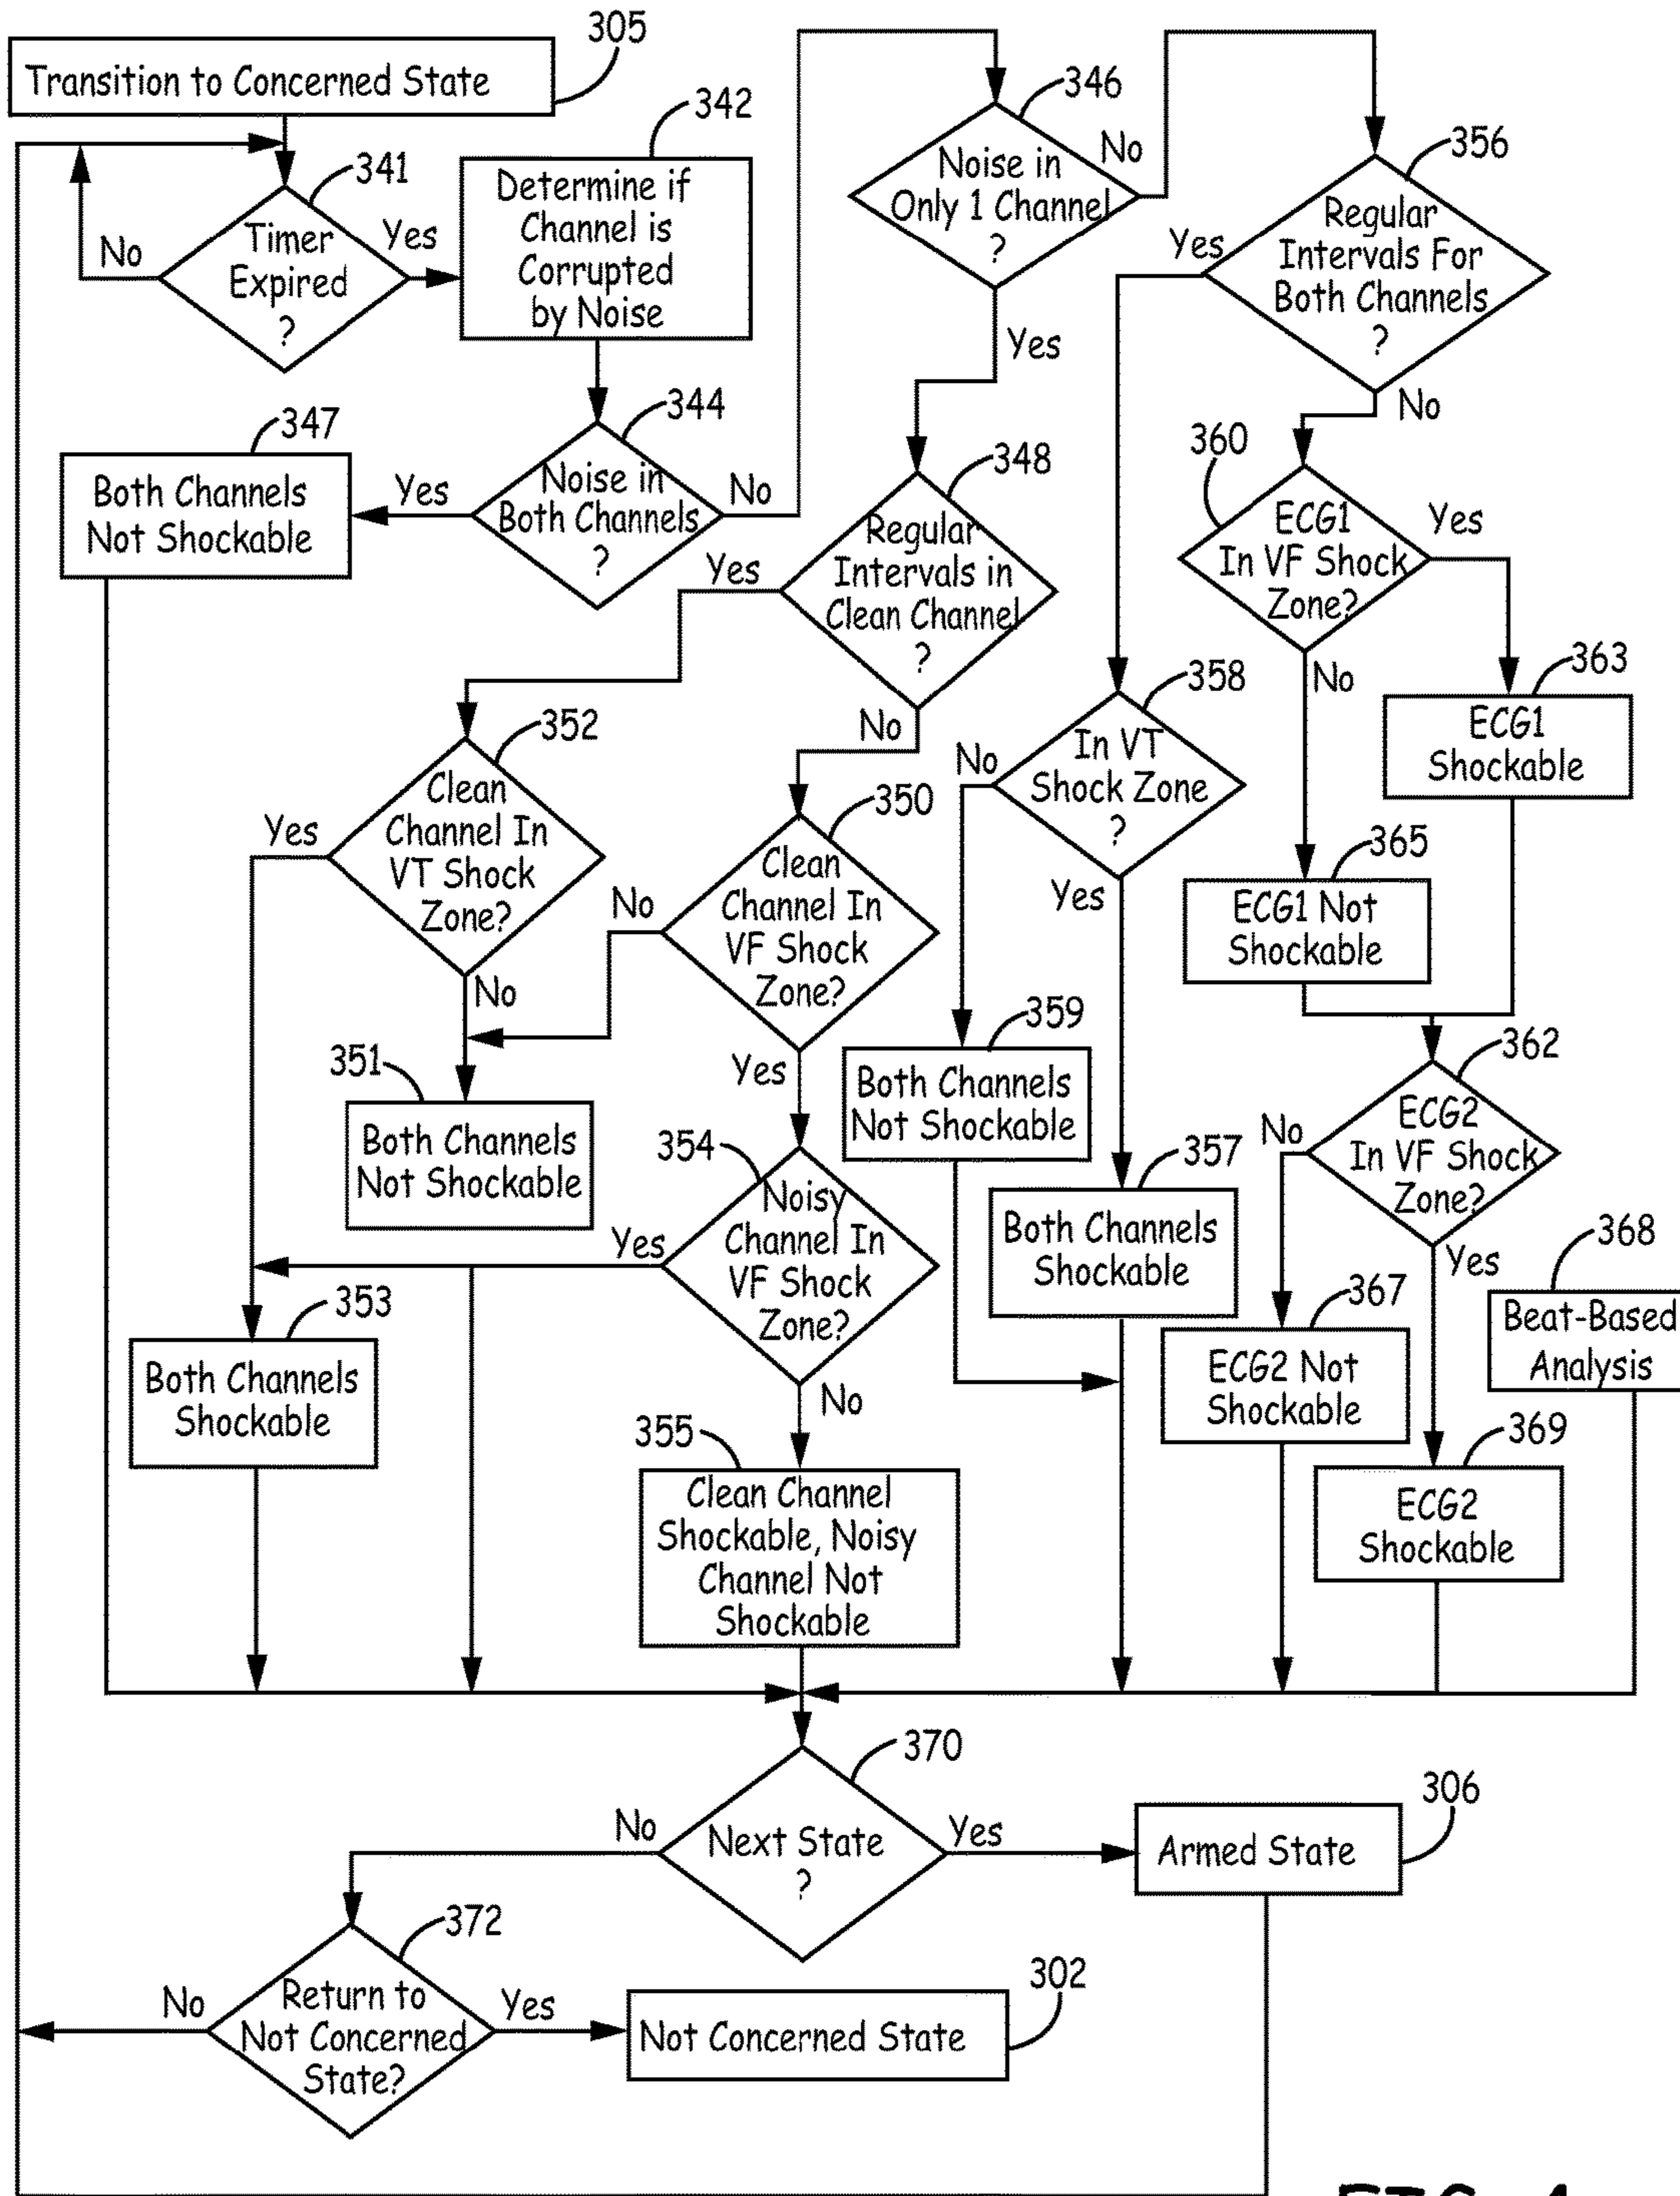 305
Transition to Concerned State
341
Timer
Expired
?
No
Yes
342
Determine if
Channel is
Corrupted
by Noise
344
Noise in
Both Channels
?
Yes
No
347
Both Channels
Not Shockable
346
Noise in
Only 1 Channel
?
No
Yes
356
Regular
Intervals For
Both Channels
?
Yes
No
348
Regular
Intervals in
Clean Channel
?
Yes
No
360
ECG1
In VF Shock
Zone?
Yes
No
363
ECG1
Shockable
365
ECG1 Not
Shockable
358
In VT
Shock Zone
?
No
Yes
352
Clean
Channel In
VT Shock
Zone?
Yes
No
350
Clean
Channel In
VF Shock
Zone?
No
Yes
351
Both Channels
Not Shockable
359
Both Channels
Not Shockable
362
ECG2
In VF Shock
Zone?
No
Yes
354
Noisy
Channel In
VF Shock
Zone?
Yes
No
357
Both Channels
Shockable
353
Both Channels
Shockable
367
ECG2 Not
Shockable
368
Beat-Based
Analysis
369
ECG2
Shockable
355
Clean Channel
Shockable, Noisy
Channel Not
Shockable
370
Next State
?
No
Yes
306
Armed State
372
Return to
Not Concerned
State?
No
Yes
302
Not Concerned State